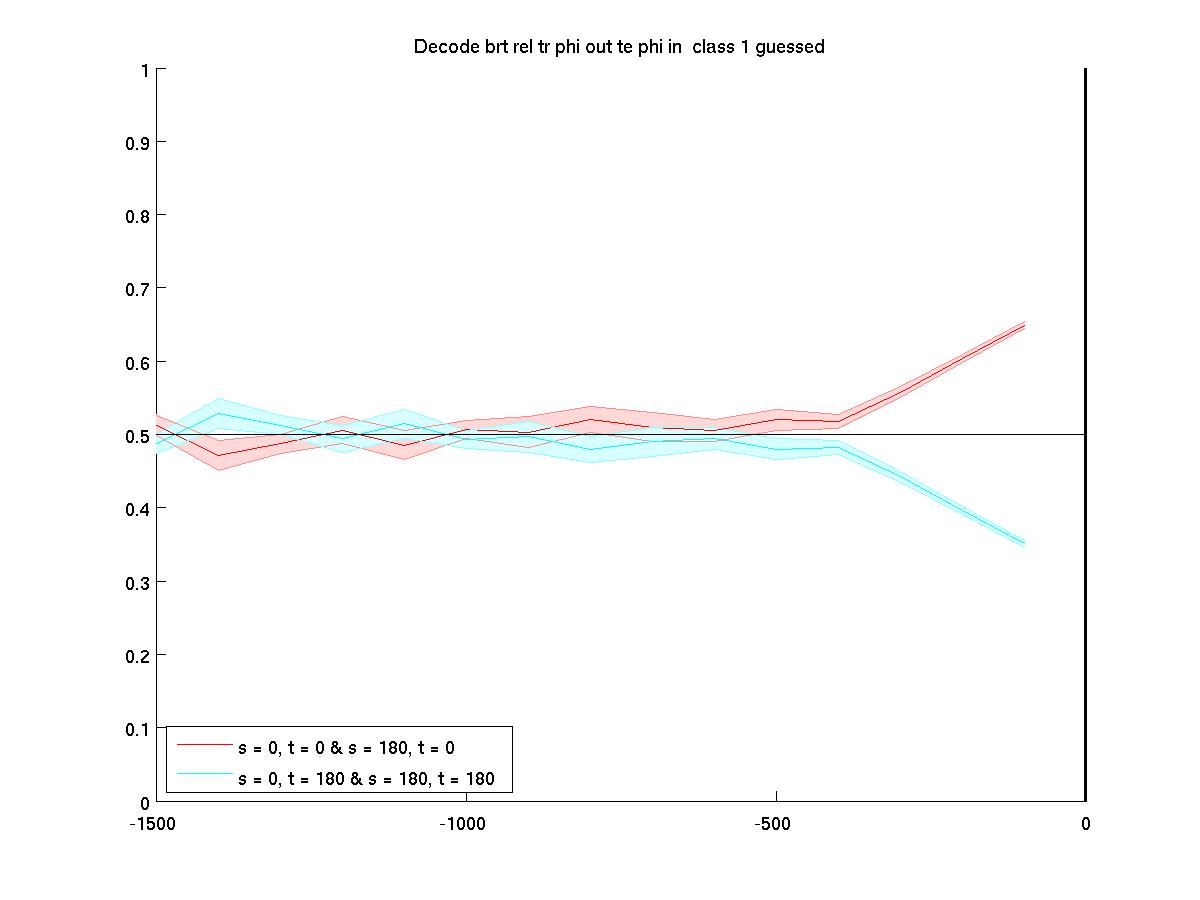 Decode brt rel tr phi out te phi in  class 1 guessed
1
0.9
0.8
0.7
0.6
0.5
0.4
0.3
0.2
0.1
0
s = 0, t = 0 & s = 180, t = 0
s = 0, t = 180 & s = 180, t = 180
-1500 -1000 -500 0